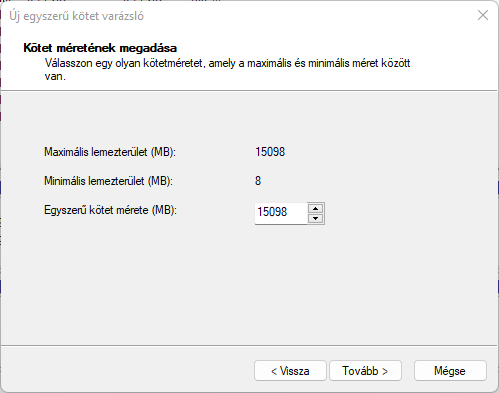 Új egyszerű kötet varázsló
Kötet méretének megadása
Válasszon egy olyan kötetméretet, amely a maximális és minimális méret között
van.
Maximális lemezterület (MB): 15098
Minimális lemezterület (MB): 8
Egyszerű kötet mérete (MB): 15098
< Vissza Tovább > Mégse